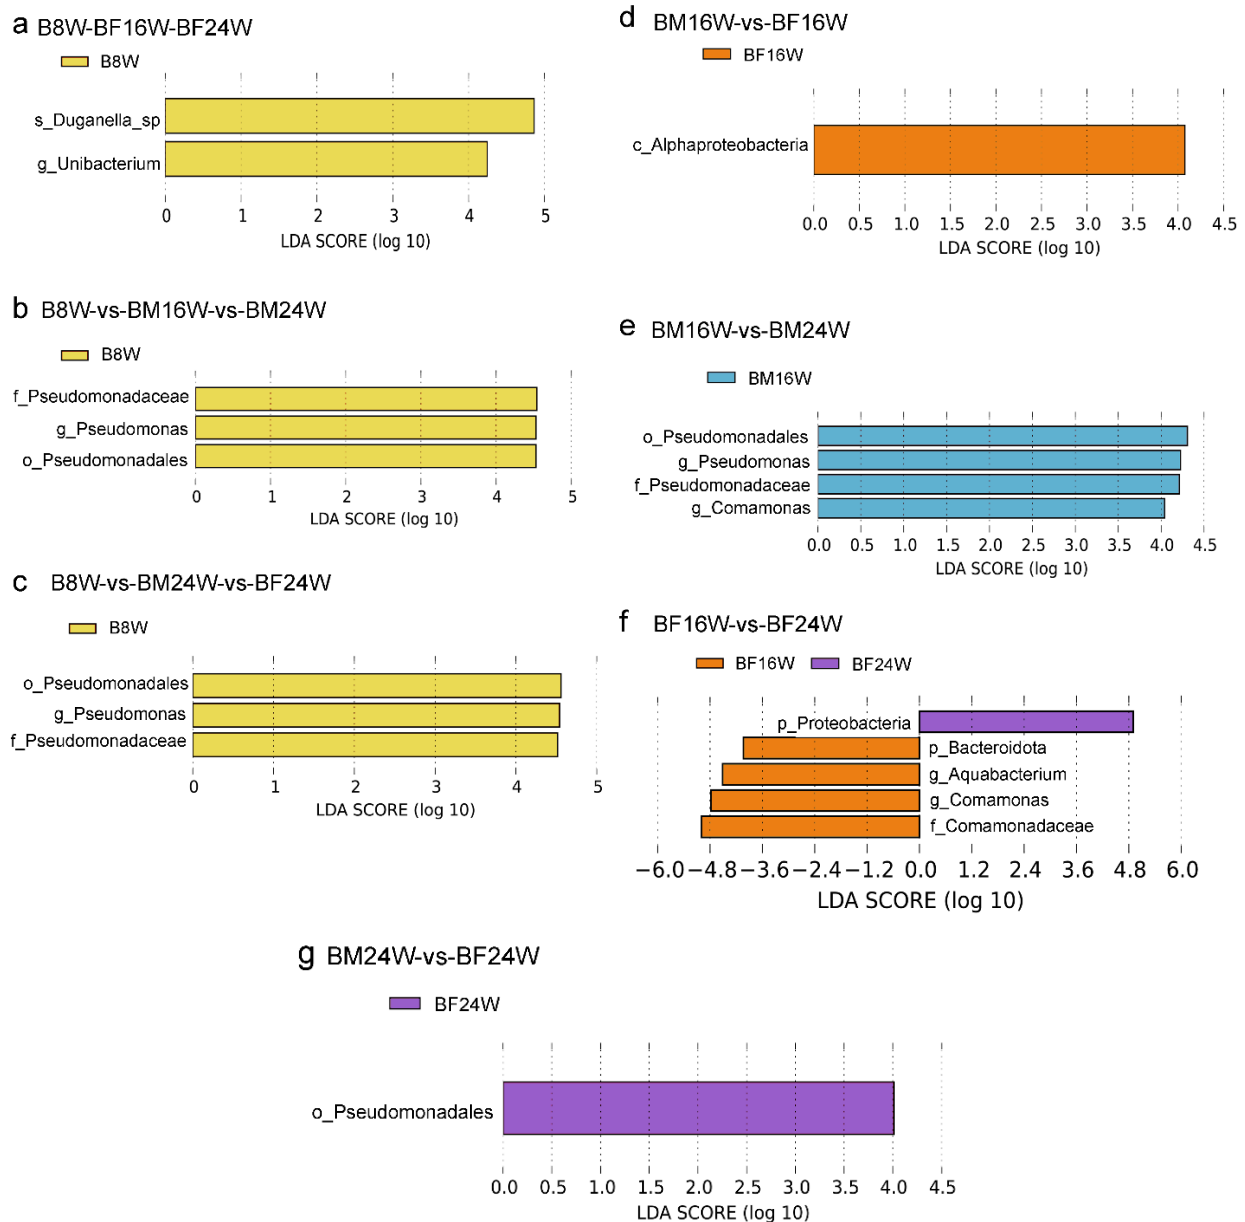 a B8W-BF16W-BF24W
B8W
s_Duganella_sp
g_Unibacterium
0 1 2 3 4 5
LDA SCORE (log 10)
b B8W-vs-BM16W-vs-BM24W
B8W
f_Pseudomonadaceae
g_Pseudomonas
o_Pseudomonadales
0 1 2 3 4 5
LDA SCORE (log 10)
c B8W-vs-BM24W-vs-BF24W
B8W
o_Pseudomonadales
g_Pseudomonas
f_Pseudomonadaceae
0 1 2 3 4 5
LDA SCORE (log 10)
d BM16W-vs-BF16W
BF16W
c_Alphaproteobacteria
0.0 0.5 1.0 1.5 2.0 2.5 3.0 3.5 4.0 4.5
LDA SCORE (log 10)
e BM16W-vs-BM24W
BM16W
o_Pseudomonadales
g_Pseudomonas
f_Pseudomonadaceae
g_Comamonas
0.0 0.5 1.0 1.5 2.0 2.5 3.0 3.5 4.0 4.5
LDA SCORE (log 10)
f BF16W-vs-BF24W
BF16W BF24W
p_Proteobacteria
p_Bacteroidota
g_Aquabacterium
g_Comamonas
f_Comamonadaceae
−6.0 −4.8 −3.6 −2.4 −1.2 0.0 1.2 2.4 3.6 4.8 6.0
LDA SCORE (log 10)
g BM24W-vs-BF24W
BF24W
o_Pseudomonadales
0.0 0.5 1.0 1.5 2.0 2.5 3.0 3.5 4.0 4.5
LDA SCORE (log 10)